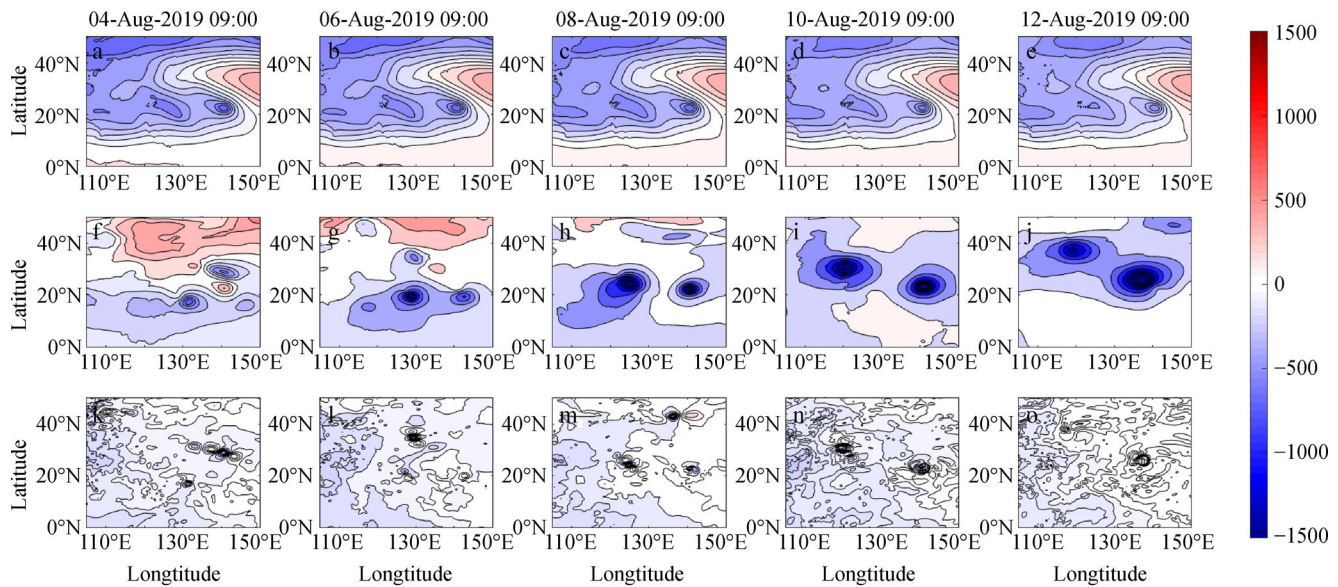 04-Aug-2019 09:00 06-Aug-2019 09:00 08-Aug-2019 09:00 10-Aug-2019 09:00 12-Aug-2019 09:00
1500
a b c d e
40°N 40°N 40°N 40°N 40°N
Latitude
20°N 20°N 20°N 20°N 20°N
1000
0°N 0°N 0°N 0°N 0°N
110°E 130°E 150°E 110°E 130°E 150°E 110°E 130°E 150°E 110°E 130°E 150°E 110°E 130°E 150°E
500
f g h i j
40°N 40°N 40°N 40°N 40°N
Latitude
0
20°N 20°N 20°N 20°N 20°N
0°N 0°N 0°N 0°N 0°N
110°E 130°E 150°E 110°E 130°E 150°E 110°E 130°E 150°E 110°E 130°E 150°E 110°E 130°E 150°E
−500
k l m n o
40°N 40°N 40°N 40°N 40°N
Latitude
−1000
20°N 20°N 20°N 20°N 20°N
0°N 0°N 0°N 0°N 0°N
−1500
110°E 130°E 150°E 110°E 130°E 150°E 110°E 130°E 150°E 110°E 130°E 150°E 110°E 130°E 150°E
Longtitude Longtitude Longtitude Longtitude Longtitude